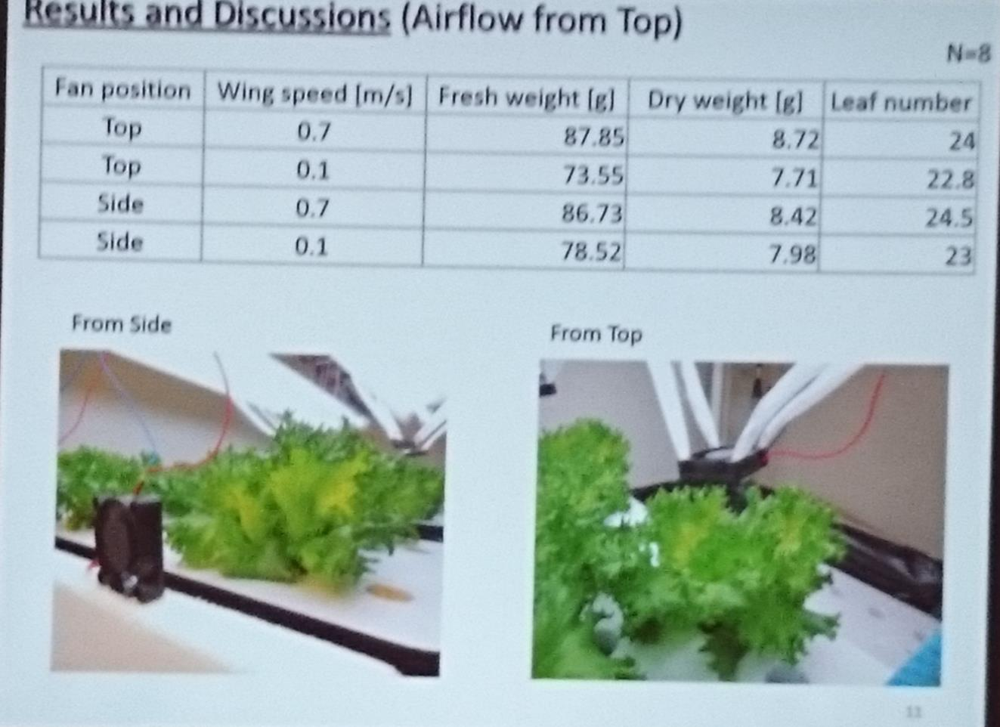 Results and Discussions (Airflow from Top)
N=8
Fan position Wing speed [m/s] Fresh weight [g] Dry weight [g] Leaf number
Top 0.7 87.85 8.72 24
Top 0.1 73.55 7.71 22.8
Side 0.7 86.73 8.42 24.5
Side 0.1 78.52 7.98 23
From Side
From Top
11